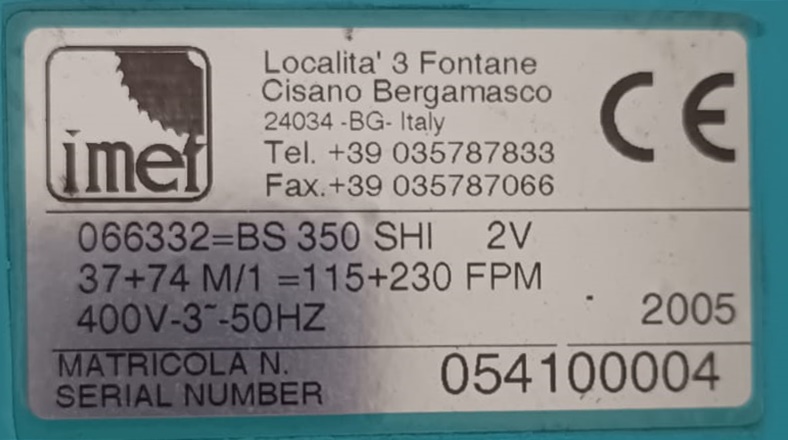 imet
Localita' 3 Fontane
Cisano Bergamasco
24034 -BG- Italy
Tel. +39 035787833
Fax.+39 035787066
CE
066332=BS 350 SHI 2V
37+74 M/1 =115+230 FPM
400V-3~-50HZ
2005
MATRICOLA N.
SERIAL NUMBER
054100004